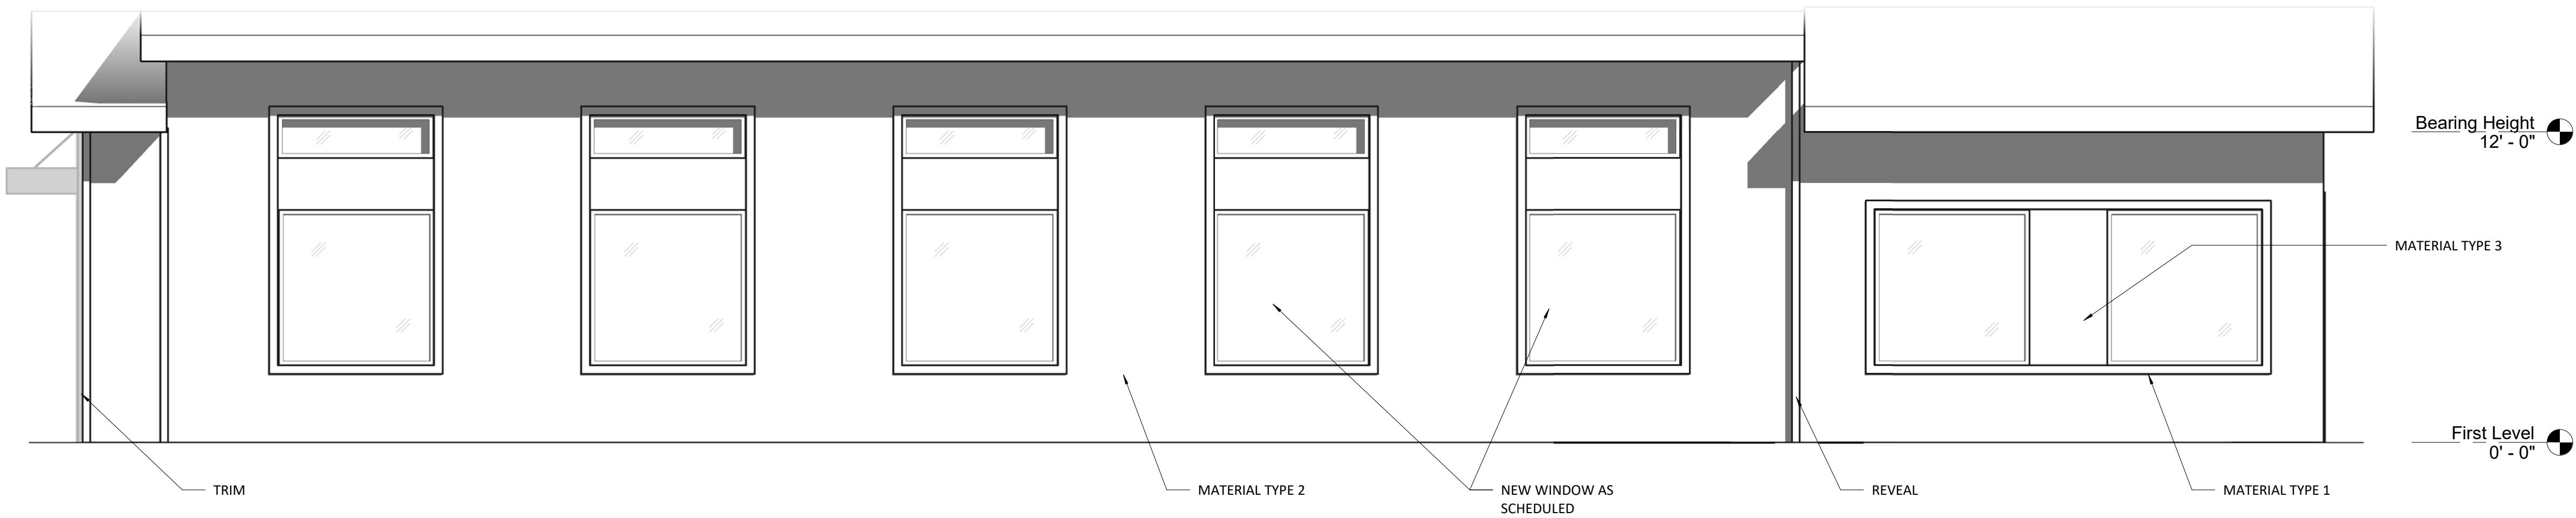 Bearing Height
12' - 0"
MATERIAL TYPE 3
First Level
0' - 0"
TRIM
MATERIAL TYPE 2
NEW WINDOW AS
SCHEDULED
REVEAL
MATERIAL TYPE 1